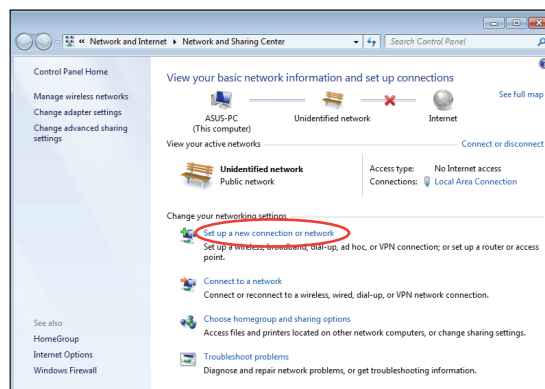 « Network and Internet ▸ Network and Sharing Center
Search Control Panel
Control Panel Home
Manage wireless networks
Change adapter settings
Change advanced sharing
settings
See also
HomeGroup
Internet Options
Windows Firewall
View your basic network information and set up connections
See full map
ASUS-PC
(This computer)
Unidentified network
Internet
View your active networks
Connect or disconnect
Unidentified network
Public network
Access type: No Internet access
Connections: Local Area Connection
Change your networking settings
Set up a new connection or network
Set up a wireless, broadband, dial-up, ad hoc, or VPN connection; or set up a router or access
point.
Connect to a network
Connect or reconnect to a wireless, wired, dial-up, or VPN network connection.
Choose homegroup and sharing options
Access files and printers located on other network computers, or change sharing settings.
Troubleshoot problems
Diagnose and repair network problems, or get troubleshooting information.